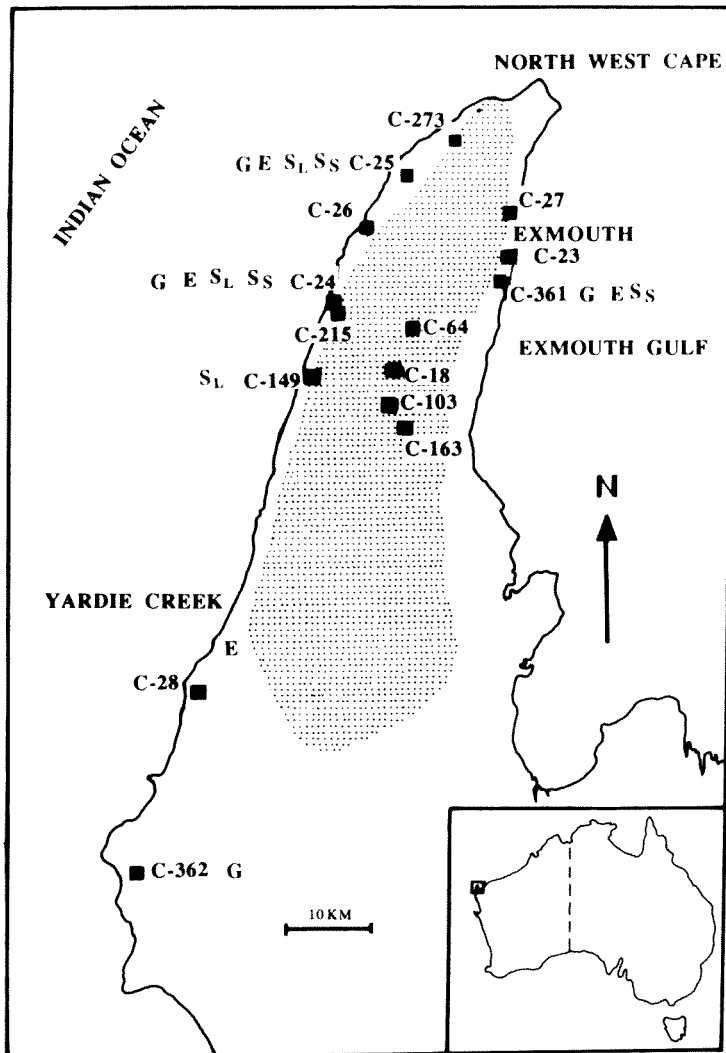 NORTH WEST CAPE
INDIAN OCEAN
C-273
G E SL SS C-25
C-27
C-26
EXMOUTH
C-23
G E SL SS C-24
C-361 G E SS
C-215
C-64
EXMOUTH GULF
SL C-149
C-18
C-103
C-163
N
YARDIE CREEK
E
C-28
C-362 G
10 KM